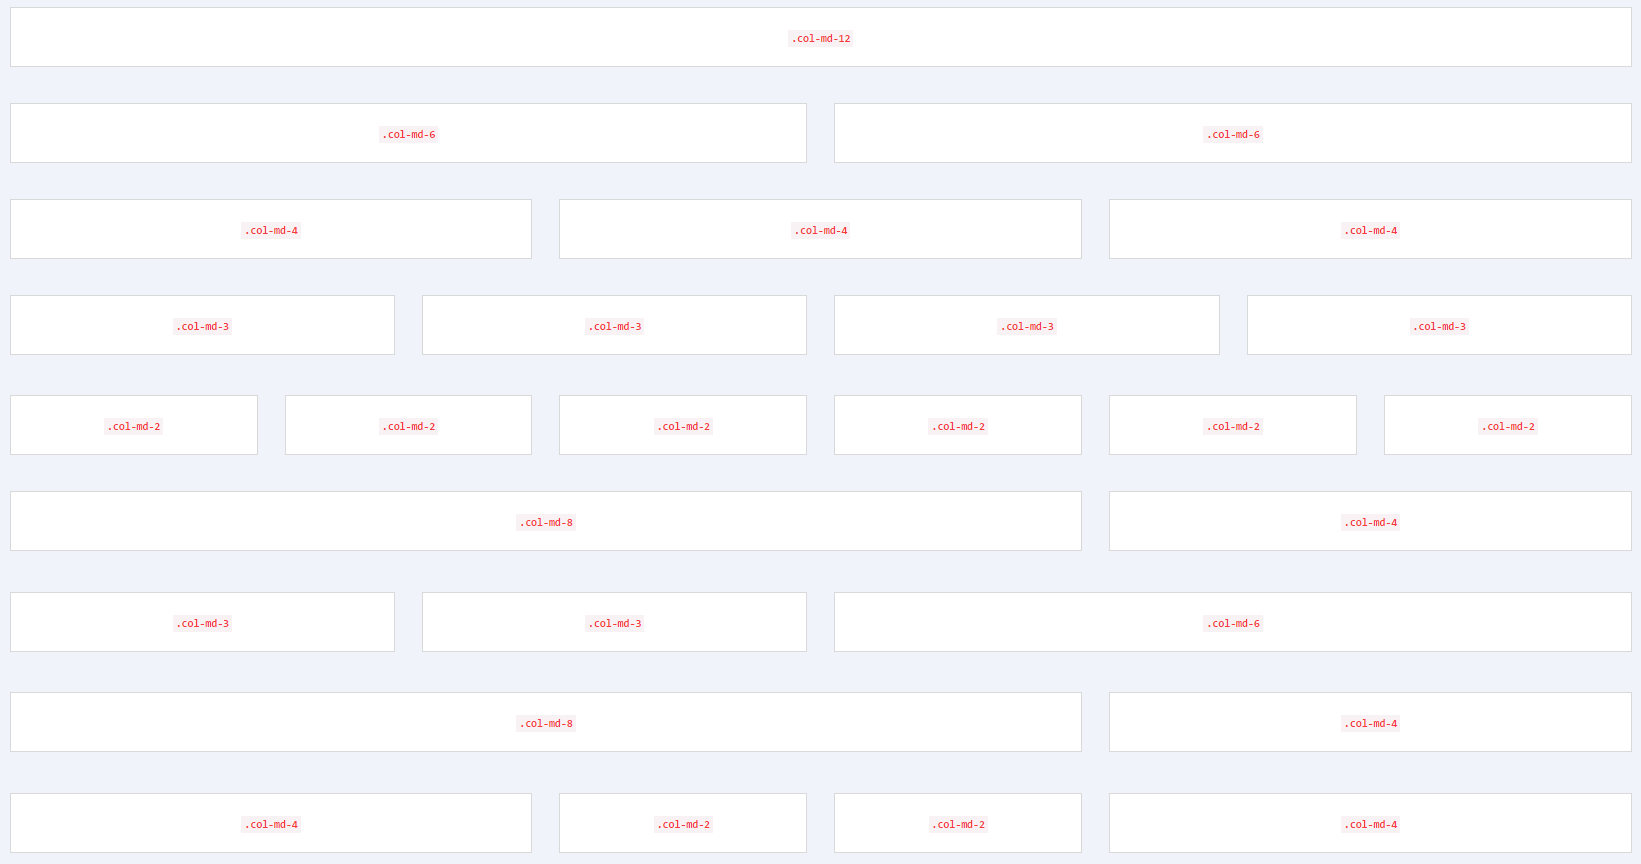 .col-md-12
.col-md-6 .col-md-6
.col-md-4 .col-md-4 .col-md-4
.col-md-3 .col-md-3 .col-md-3 .col-md-3
.col-md-2 .col-md-2 .col-md-2 .col-md-2 .col-md-2 .col-md-2
.col-md-8 .col-md-4
.col-md-3 .col-md-3 .col-md-6
.col-md-8 .col-md-4
.col-md-4 .col-md-2 .col-md-2 .col-md-4